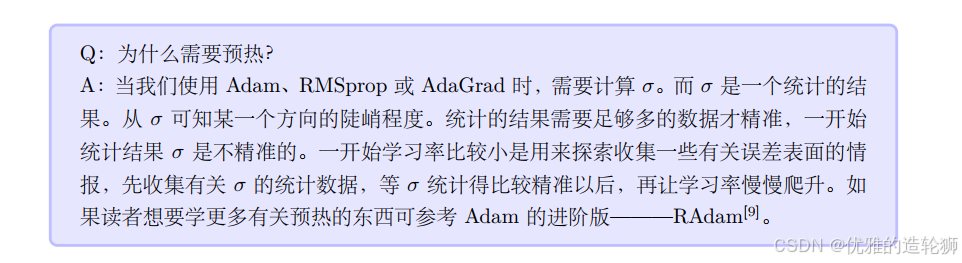 Q：为什么需要预热？
A：当我们使用 Adam、RMSprop 或 AdaGrad 时，需要计算 σ。而 σ 是一个统计的结
果。从 σ 可知某一个方向的陡峭程度。统计的结果需要足够多的数据才精准，一开始
统计结果 σ 是不精准的。一开始学习率比较小是用来探索收集一些有关误差表面的情
报，先收集有关 σ 的统计数据，等 σ 统计得比较精准以后，再让学习率慢慢爬升。如
果读者想要学更多有关预热的东西可参考 Adam 的进阶版———RAdam[9]。
CSDN @优雅的造轮狮